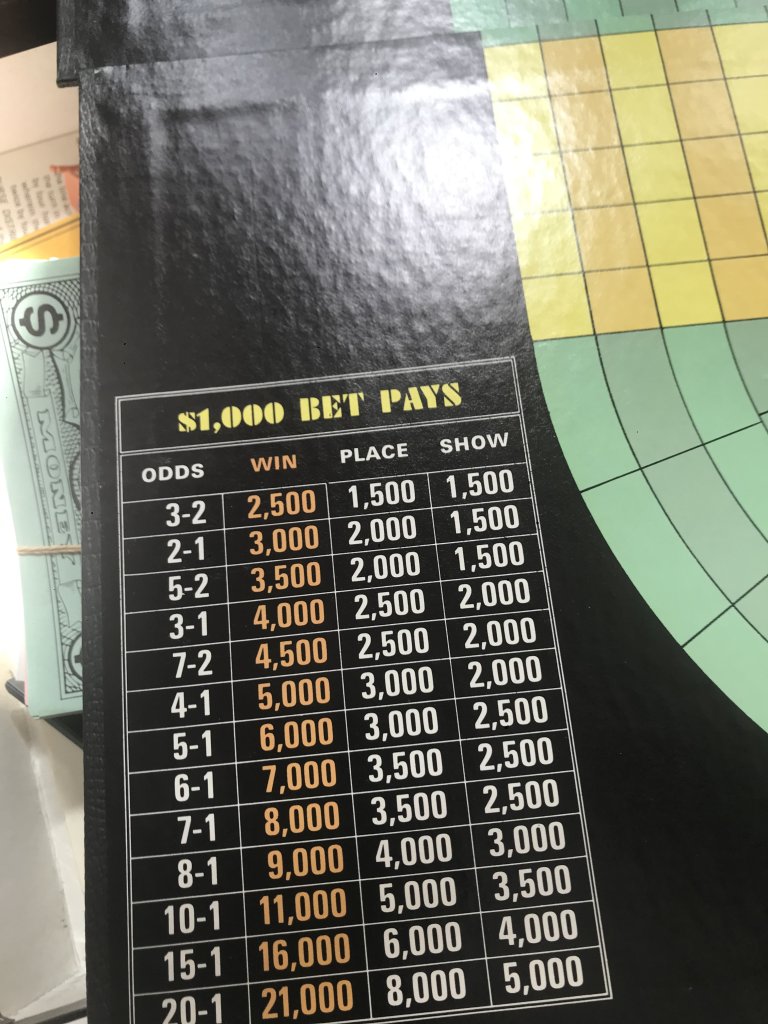 $1,000 BET PAYS
ODDS WIN PLACE SHOW
3-2 2,500 1,500 1,500
2-1 3,000 2,000 1,500
5-2 3,500 2,000 1,500
3-1 4,000 2,500 2,000
7-2 4,500 2,500 2,000
4-1 5,000 3,000 2,000
5-1 6,000 3,000 2,500
6-1 7,000 3,500 2,500
7-1 8,000 3,500 2,500
8-1 9,000 4,000 3,000
10-1 11,000 5,000 3,500
15-1 16,000 6,000 4,000
20-1 21,000 8,000 5,000
$
MONEY